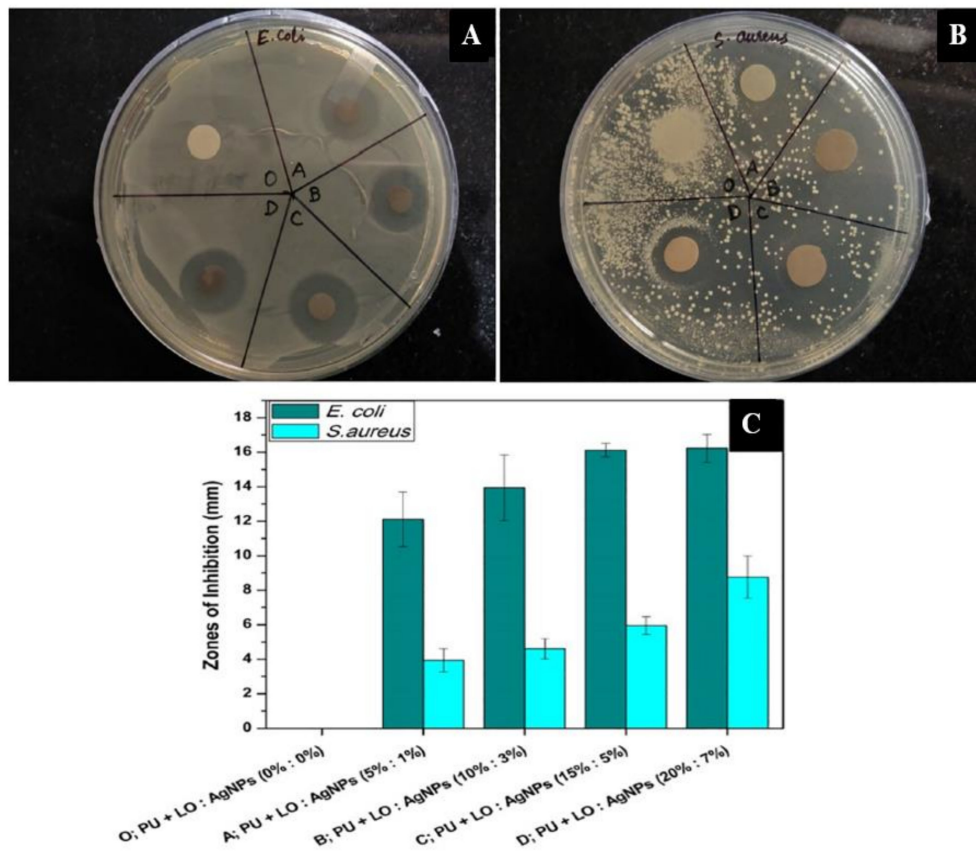 E.coli
A
O A
B
D C
S. aureus
B
O A
B
D C
E. coli
S.aureus
C
18
16
14
12
10
8
6
4
2
0
Zones of Inhibition (mm)
O; PU + LO : AgNPs (0% : 0%)
A; PU + LO : AgNPs (5% : 1%)
B; PU + LO : AgNPs (10% : 3%)
C; PU + LO : AgNPs (15% : 5%)
D; PU + LO : AgNPs (20% : 7%)